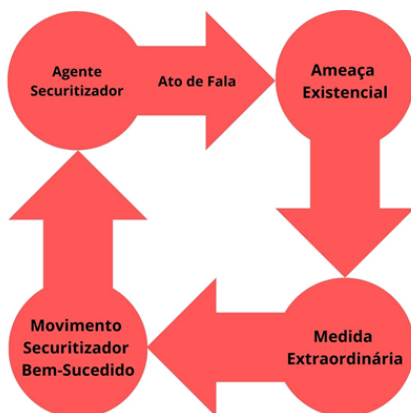 Agente
Securitizador
Ato de Fala
Ameaça
Existencial
Medida
Extraordinária
Movimento
Securitizador
Bem-Sucedido